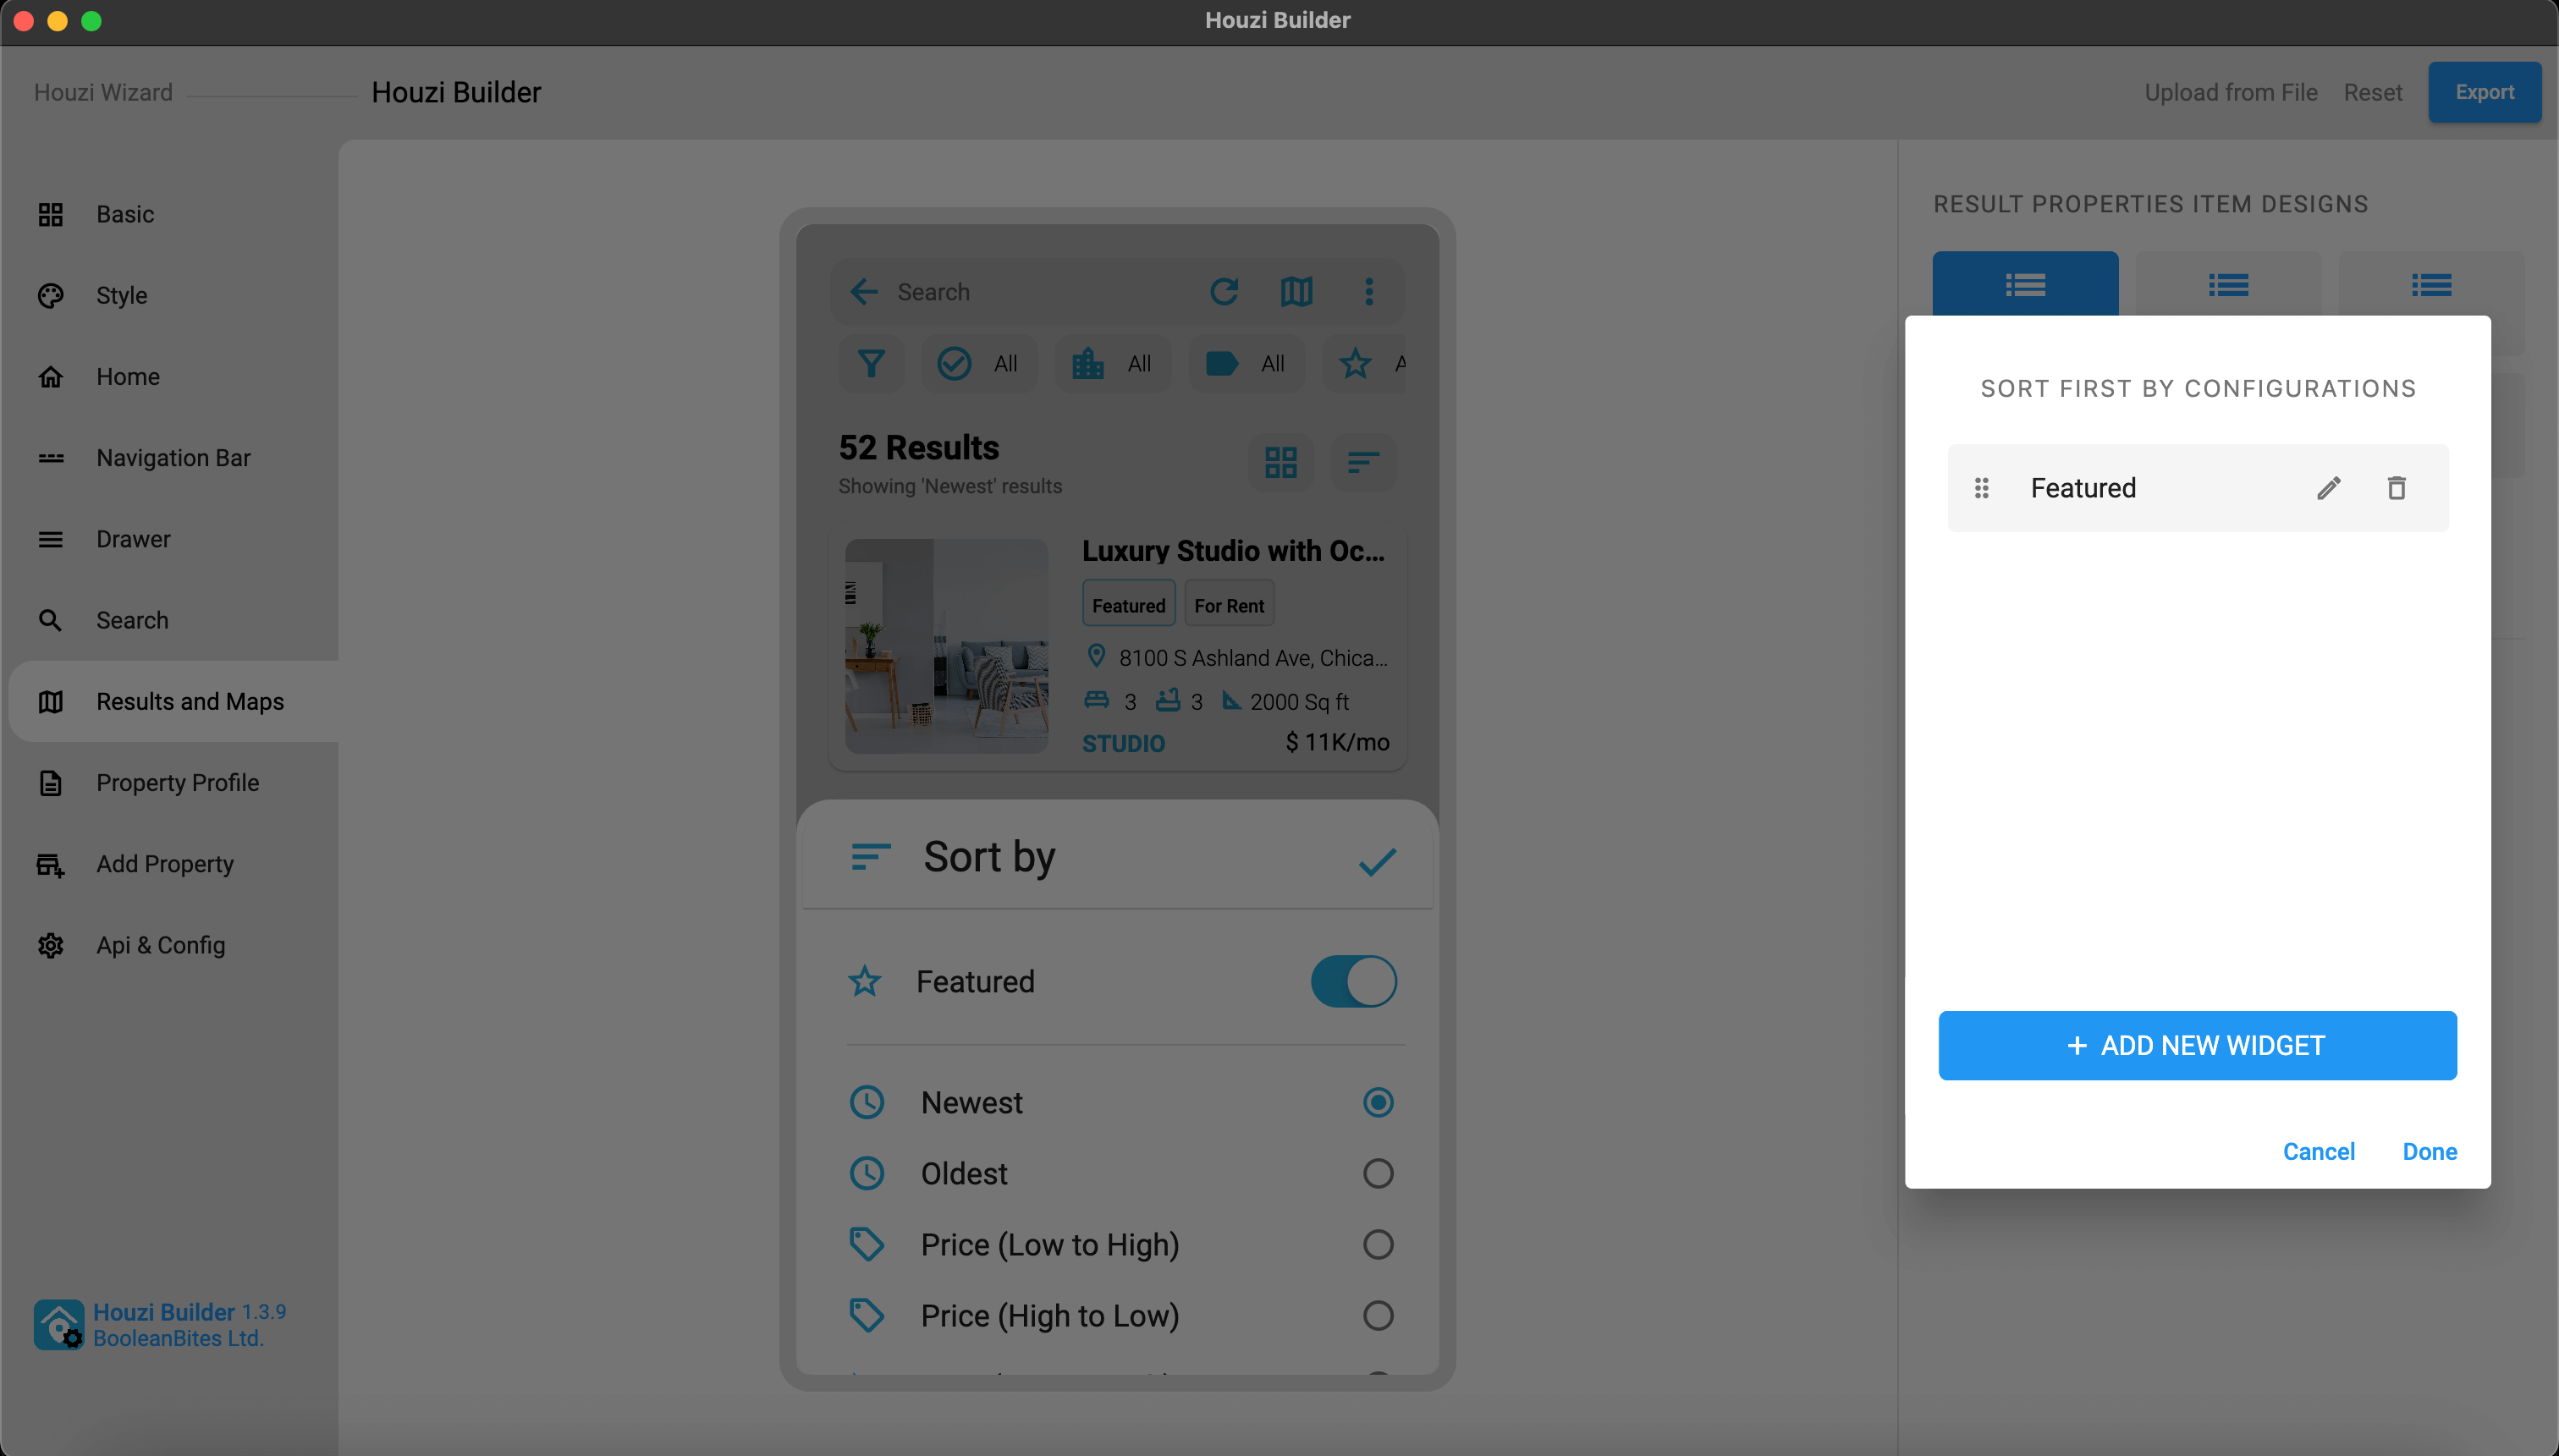 Houzi Builder
Houzi Wizard
Houzi Builder
Upload from File
Reset
Export
Basic
Style
Home
Navigation Bar
Drawer
Search
Results and Maps
Property Profile
Add Property
Api & Config
Houzi Builder 1.3.9
BooleanBites Ltd.
Search
All
All
All
52 Results
Showing 'Newest' results
Luxury Studio with Oc...
Featured
For Rent
8100 S Ashland Ave, Chica...
3 3 2000 Sq ft
STUDIO
$ 11K/mo
Sort by
Featured
Newest
Oldest
Price (Low to High)
Price (High to Low)
RESULT PROPERTIES ITEM DESIGNS
SORT FIRST BY CONFIGURATIONS
Featured
+ ADD NEW WIDGET
Cancel
Done